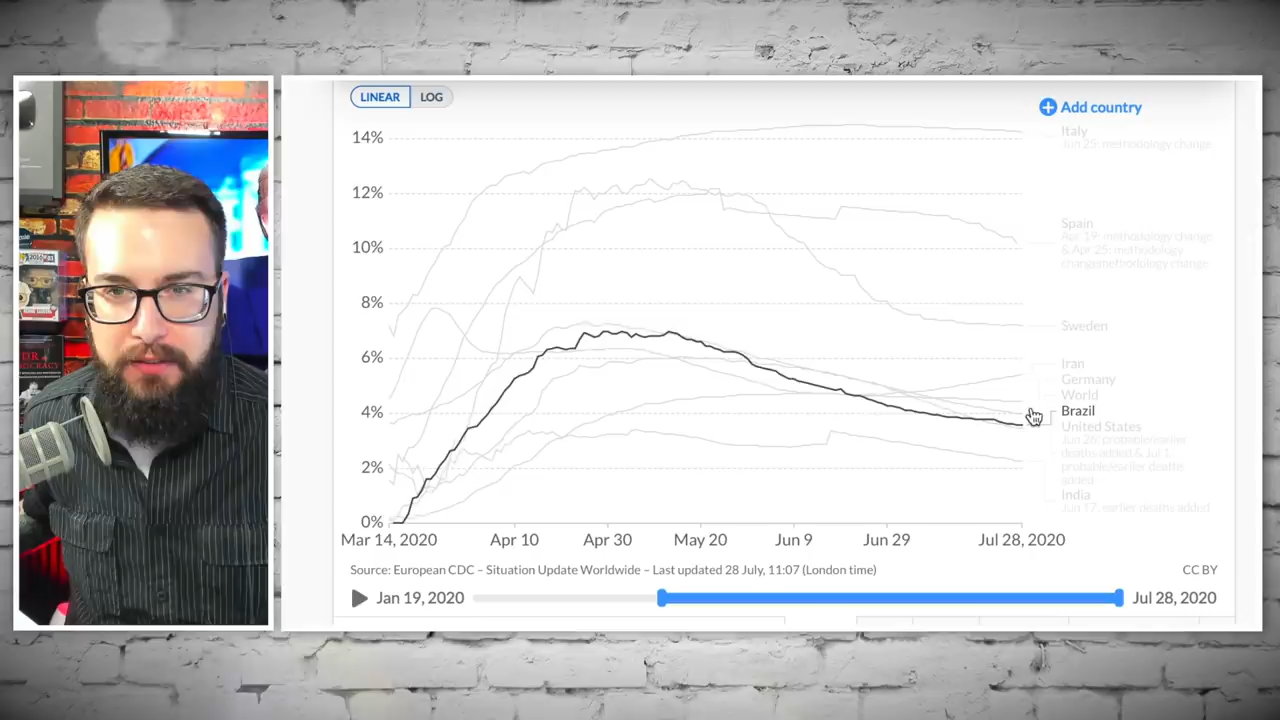 LINEAR
LOG
Add country
14%
12%
10%
8%
6%
4%
2%
0%
Italy
Jun 25: methodology change
Spain
Apr 19: methodology change
& Apr 25: methodology
changemethodology change
Sweden
Iran
Germany
World
Brazil
United States
Jun 26: probable/earlier
deaths added & Jul 1:
probable/earlier deaths
added
India
Jun 17: earlier deaths added
Mar 14, 2020
Apr 10
Apr 30
May 20
Jun 9
Jun 29
Jul 28, 2020
Source: European CDC – Situation Update Worldwide – Last updated 28 July, 11:07 (London time)
CC BY
Jan 19, 2020
Jul 28, 2020